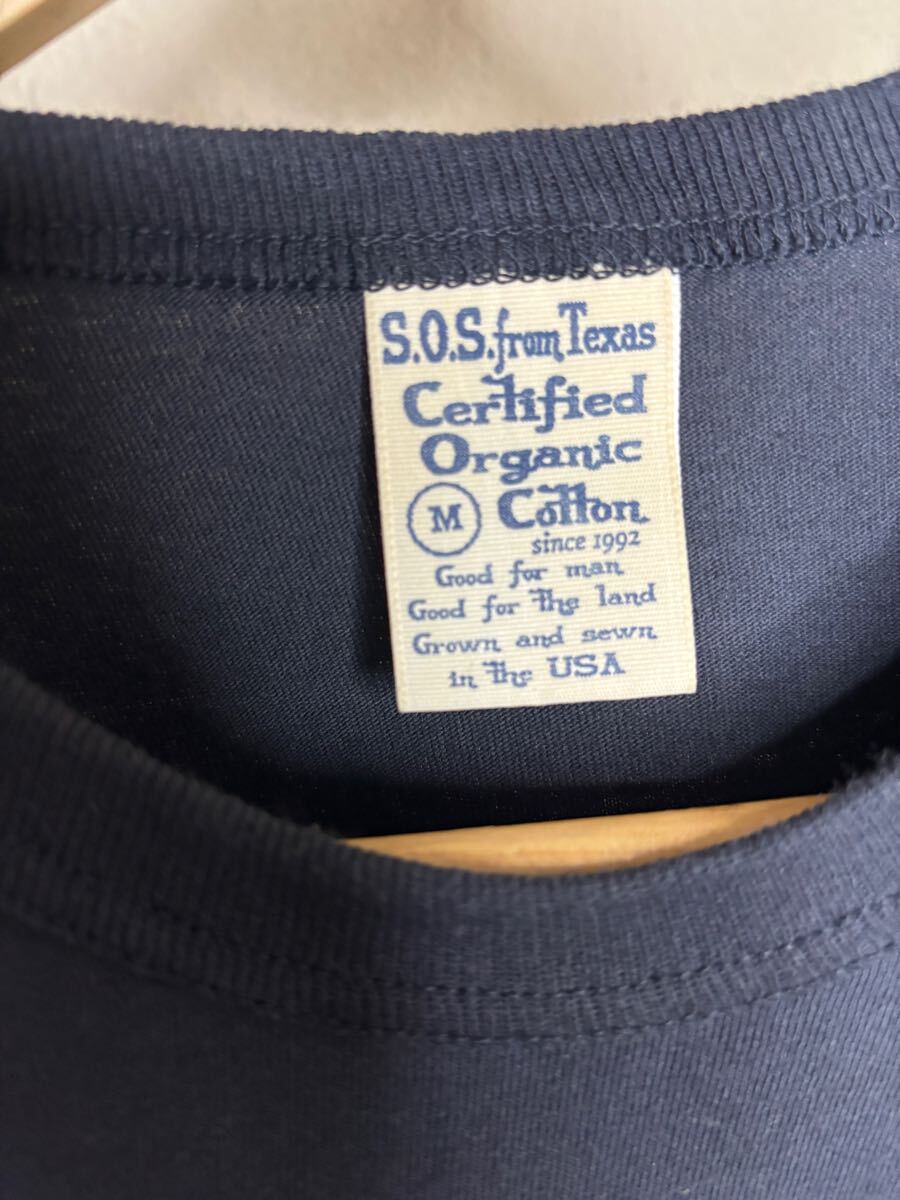 S.O.S. from Texas
Certified
Organic
M Cotton
since 1992
Good for man
Good for the land
Grown and sewn
in the USA